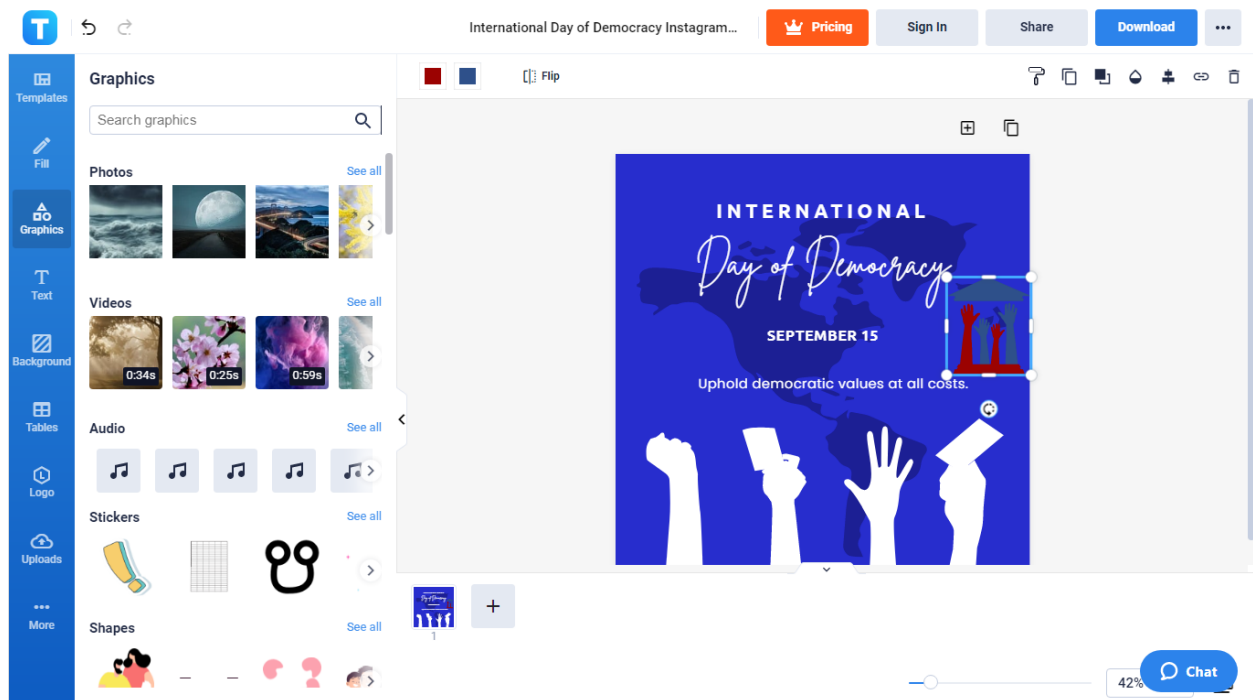 T
International Day of Democracy Instagram...
Pricing
Sign In
Share
Download
Templates
Fill
Graphics
Text
Background
Tables
Logo
Uploads
More
Graphics
Search graphics
Photos
See all
Videos
See all
0:34s
0:25s
0:59s
Audio
See all
Stickers
See all
Shapes
See all
Flip
INTERNATIONAL
Day of Democracy
SEPTEMBER 15
Uphold democratic values at all costs.
1
42%
Chat